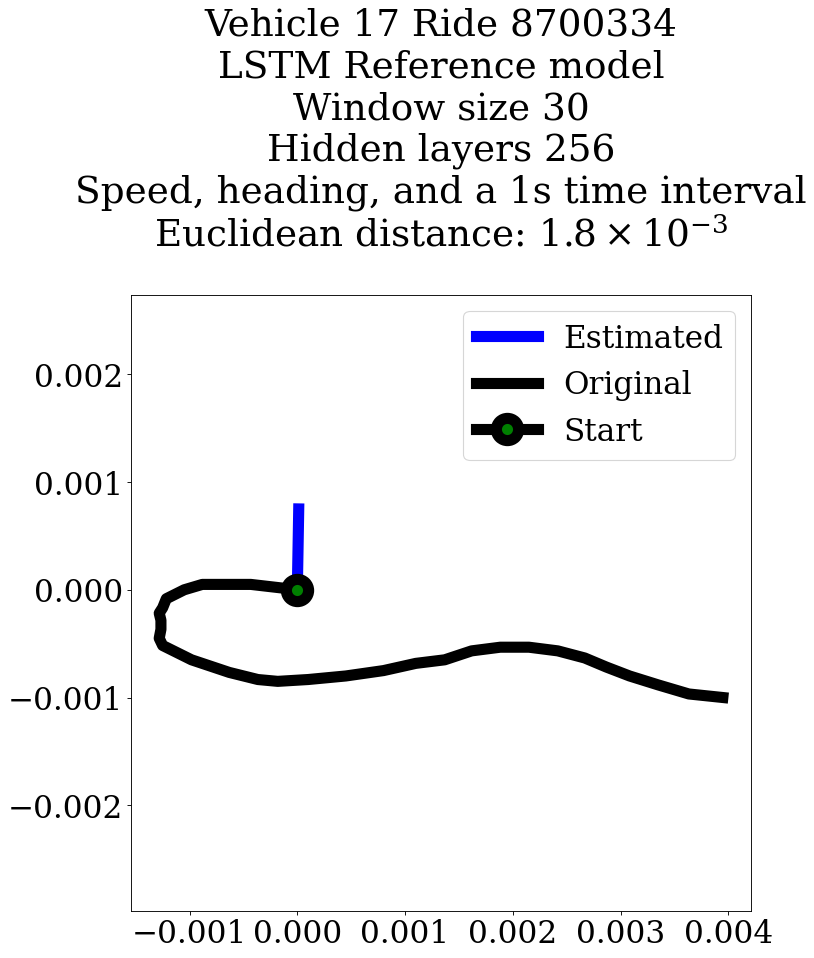 Vehicle 17 Ride 8700334
LSTM Reference model
Window size 30
Hidden layers 256
Speed, heading, and a 1s time interval
Euclidean distance: 1.8 × 10⁻³
Estimated
Original
Start
0.002
0.001
0.000
−0.001
−0.002
−0.001 0.000 0.001 0.002 0.003 0.004